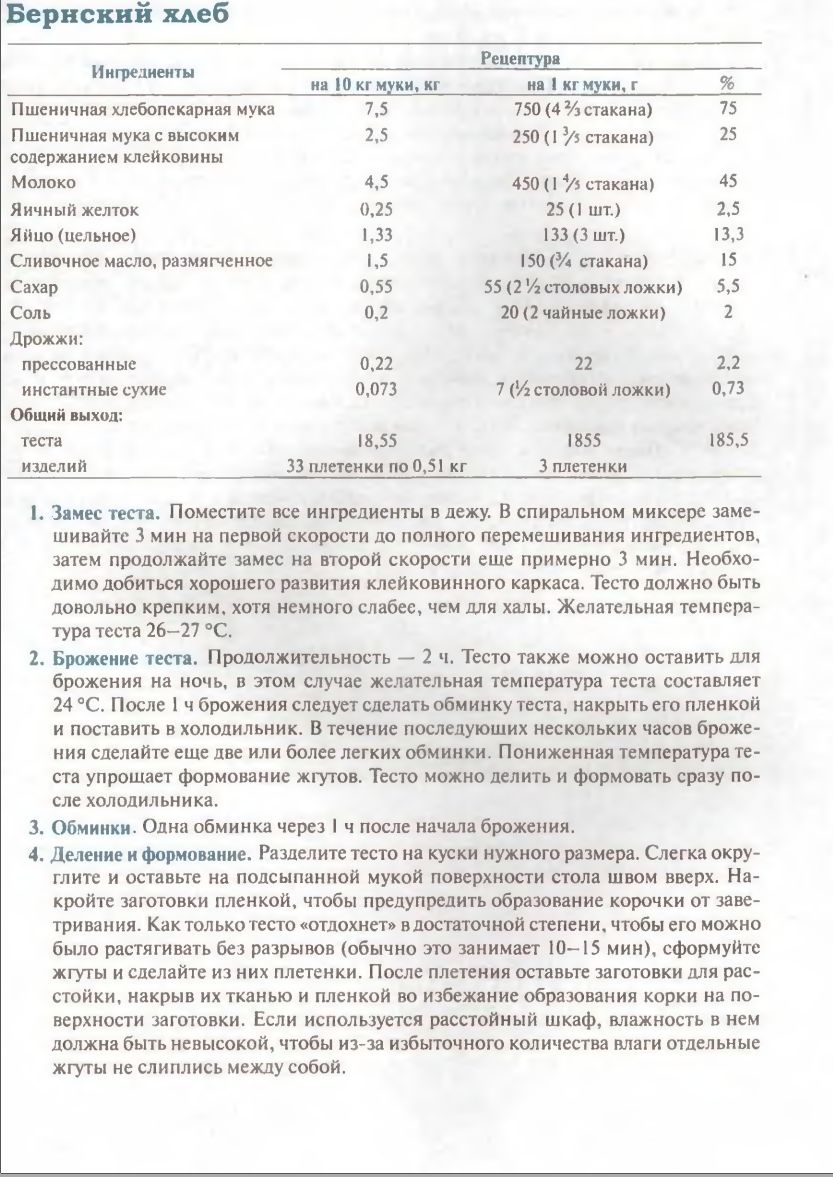 Бернский хлеб
Ингредиенты
Рецептура
на 10 кг муки, кг на 1 кг муки, г %
Пшеничная хлебопекарная мука 7,5 750 (4 ⅔ стакана) 75
Пшеничная мука с высоким содержанием клейковины 2,5 250 (1 ⅗ стакана) 25
Молоко 4,5 450 (1 ⅘ стакана) 45
Яичный желток 0,25 25 (1 шт.) 2,5
Яйцо (цельное) 1,33 133 (3 шт.) 13,3
Сливочное масло, размягченное 1,5 150 (¾ стакана) 15
Сахар 0,55 55 (2 ½ столовых ложки) 5,5
Соль 0,2 20 (2 чайные ложки) 2
Дрожжи:
прессованные 0,22 22 2,2
инстантные сухие 0,073 7 (½ столовой ложки) 0,73
Общий выход:
теста 18,55 1855 185,5
изделий 33 плетенки по 0,51 кг 3 плетенки
1. Замес теста. Поместите все ингредиенты в дежу. В спиральном миксере заме-
шивайте 3 мин на первой скорости до полного перемешивания ингредиентов,
затем продолжайте замес на второй скорости еще примерно 3 мин. Необхо-
димо добиться хорошего развития клейковинного каркаса. Тесто должно быть
довольно крепким, хотя немного слабее, чем для халы. Желательная темпера-
тура теста 26—27 °С.
2. Брожение теста. Продолжительность — 2 ч. Тесто также можно оставить для
брожения на ночь, в этом случае желательная температура теста составляет
24 °С. После 1 ч брожения следует сделать обминку теста, накрыть его пленкой
и поставить в холодильник. В течение последующих нескольких часов броже-
ния сделайте еще две или более легких обминки. Пониженная температура те-
ста упрощает формование жгутов. Тесто можно делить и формовать сразу по-
сле холодильника.
3. Обминки. Одна обминка через 1 ч после начала брожения.
4. Деление и формование. Разделите тесто на куски нужного размера. Слегка окру-
глите и оставьте на подсыпанной мукой поверхности стола швом вверх. На-
кройте заготовки пленкой, чтобы предупредить образование корочки от заве-
тривания. Как только тесто «отдохнет» в достаточной степени, чтобы его можно
было растягивать без разрывов (обычно это занимает 10—15 мин), сформуйте
жгуты и сделайте из них плетенки. После плетения оставьте заготовки для рас-
стойки, накрыв их тканью и пленкой во избежание образования корки на по-
верхности заготовки. Если используется расстойный шкаф, влажность в нем
должна быть невысокой, чтобы из-за избыточного количества влаги отдельные
жгуты не слиплись между собой.